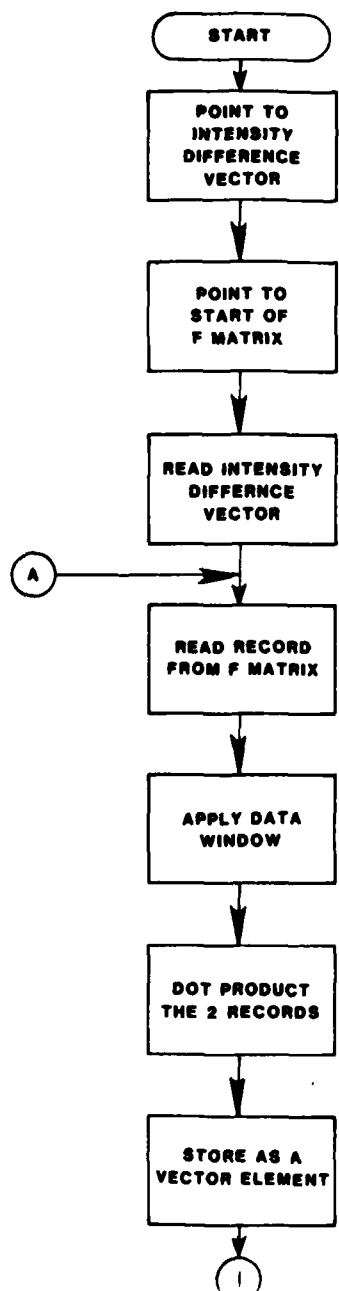 START
POINT TO
INTENSITY
DIFFERENCE
VECTOR
POINT TO
START OF
F MATRIX
READ INTENSITY
DIFFERNCE
VECTOR
A
READ RECORD
FROM F MATRIX
APPLY DATA
WINDOW
DOT PRODUCT
THE 2 RECORDS
STORE AS A
VECTOR ELEMENT
I